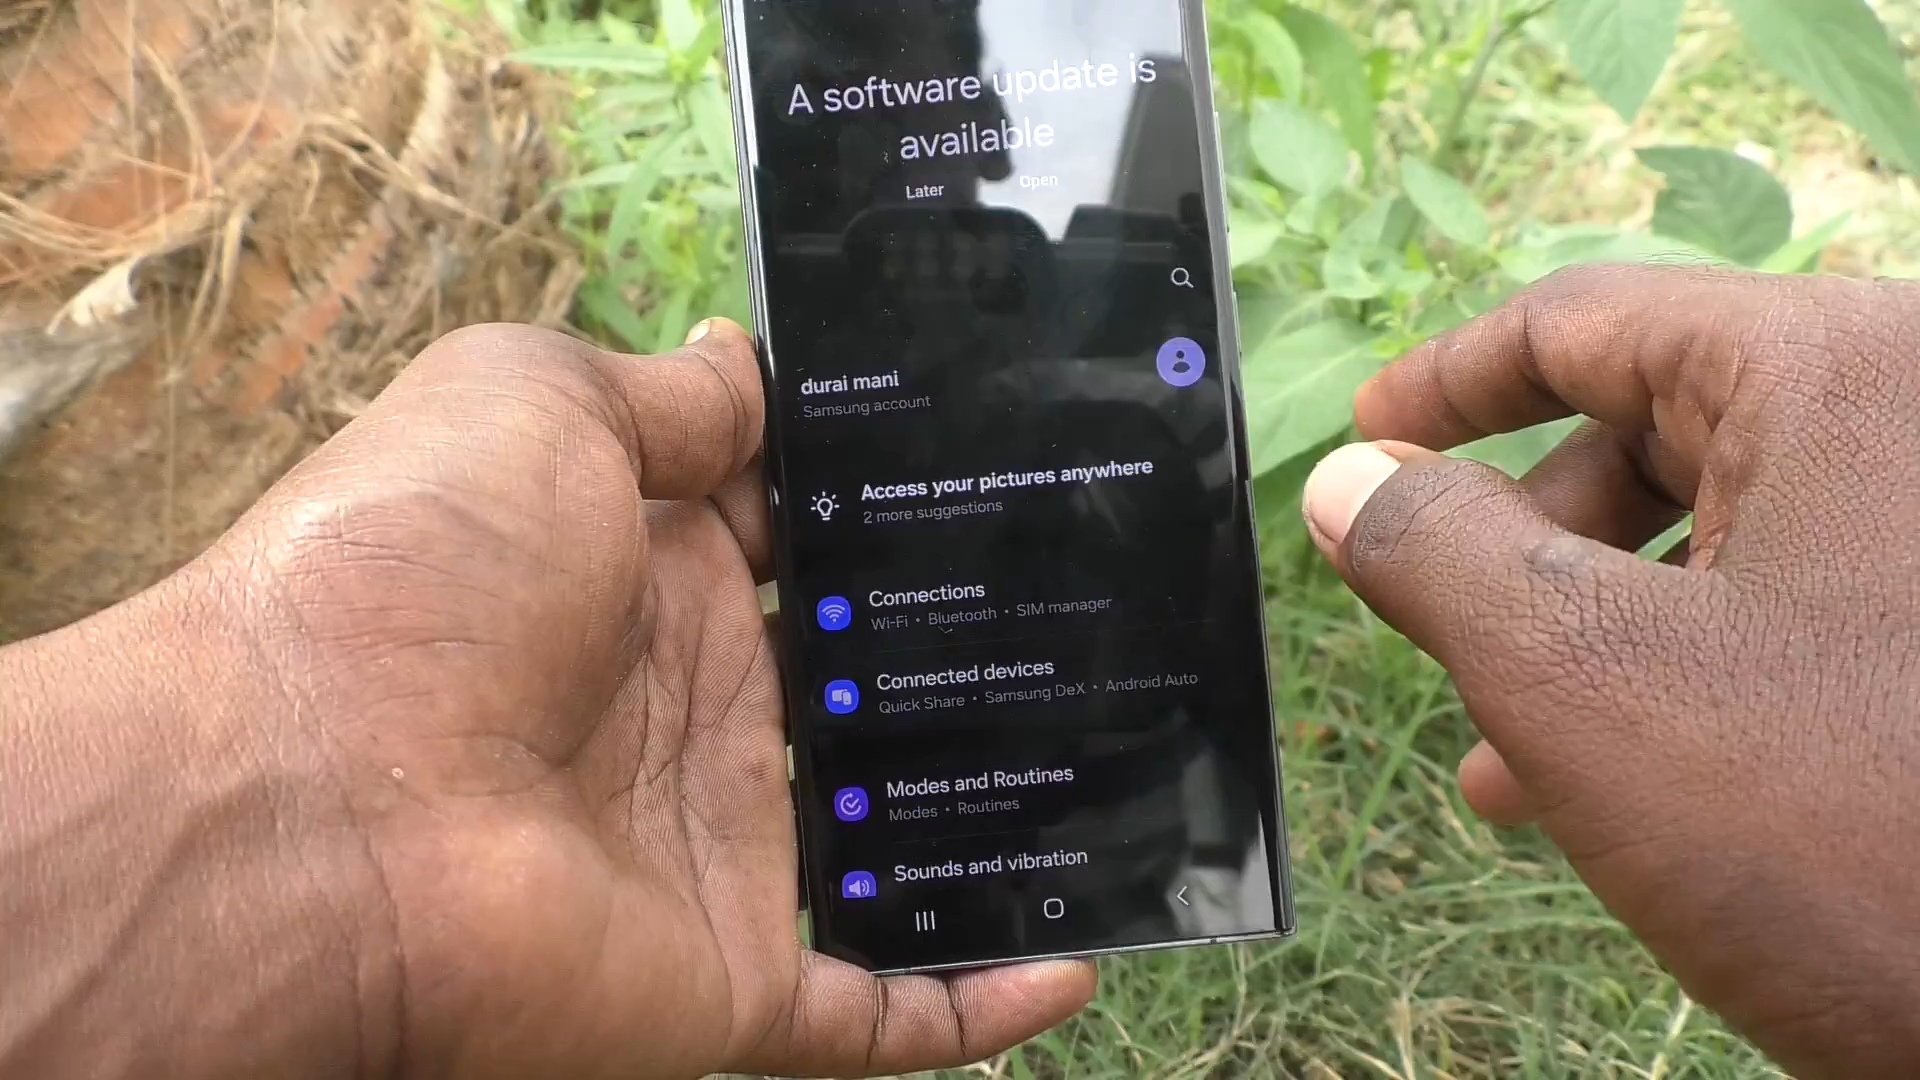 A software update is
available
Later Open
durai mani
Samsung account
Access your pictures anywhere
2 more suggestions
Connections
Wi-Fi • Bluetooth • SIM manager
Connected devices
Quick Share • Samsung DeX • Android Auto
Modes and Routines
Modes • Routines
Sounds and vibration